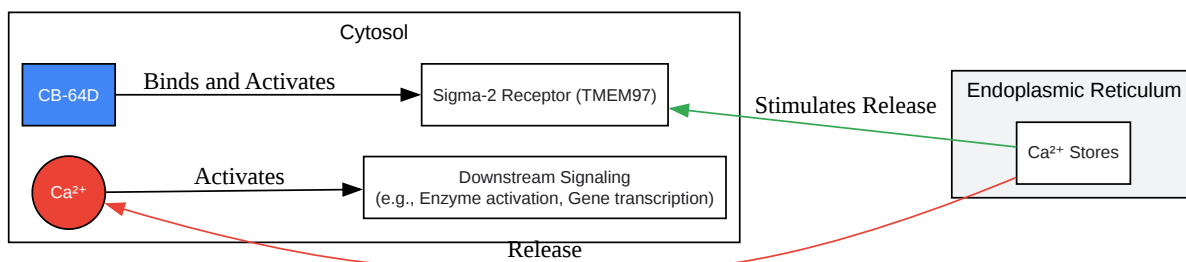 Cytosol
CB-64D
Binds and Activates
Sigma-2 Receptor (TMEM97)
Stimulates Release
Endoplasmic Reticulum
Ca²⁺ Stores
Ca²⁺
Activates
Downstream Signaling
(e.g., Enzyme activation, Gene transcription)
Release